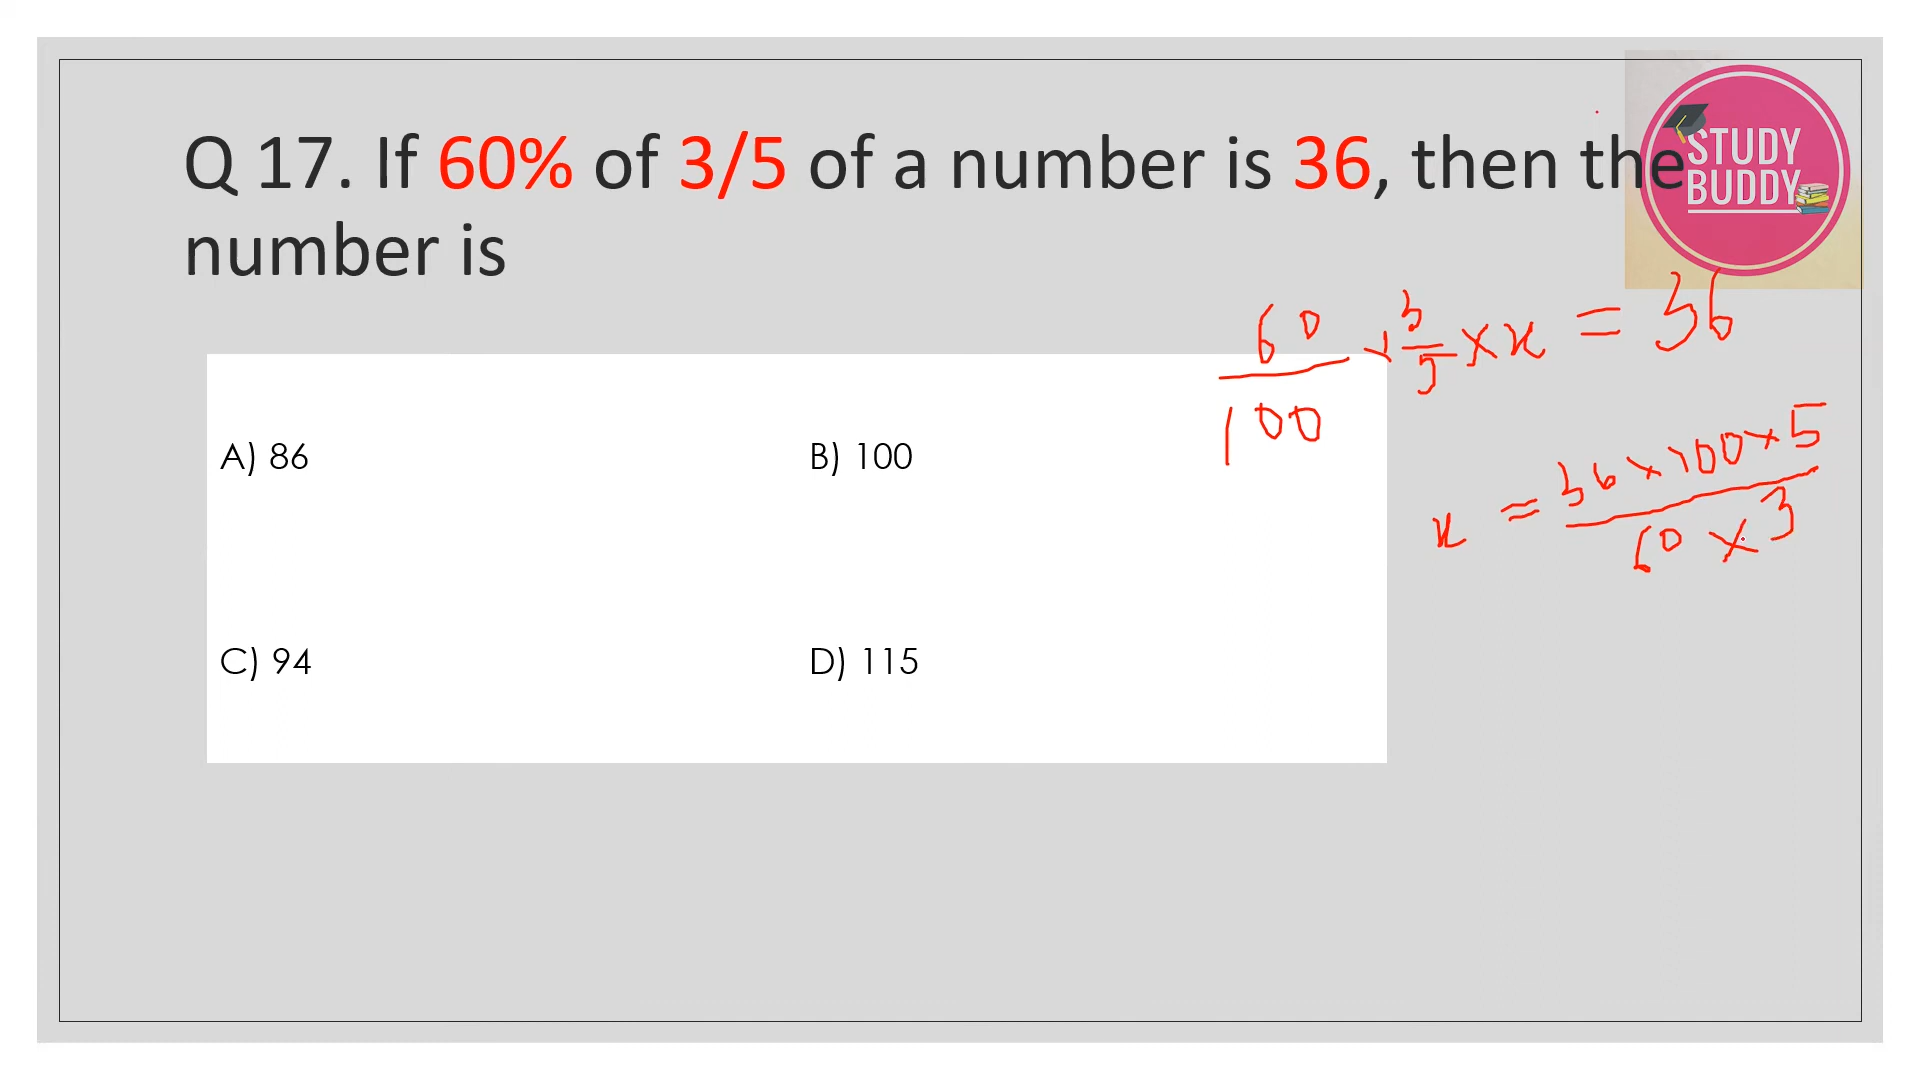 STUDY
BUDDY
Q 17. If 60% of 3/5 of a number is 36, then the
number is
60/100 × 3/5 × x = 36
A) 86
B) 100
x = 36 × 100 × 5 / 60 × 3
C) 94
D) 115